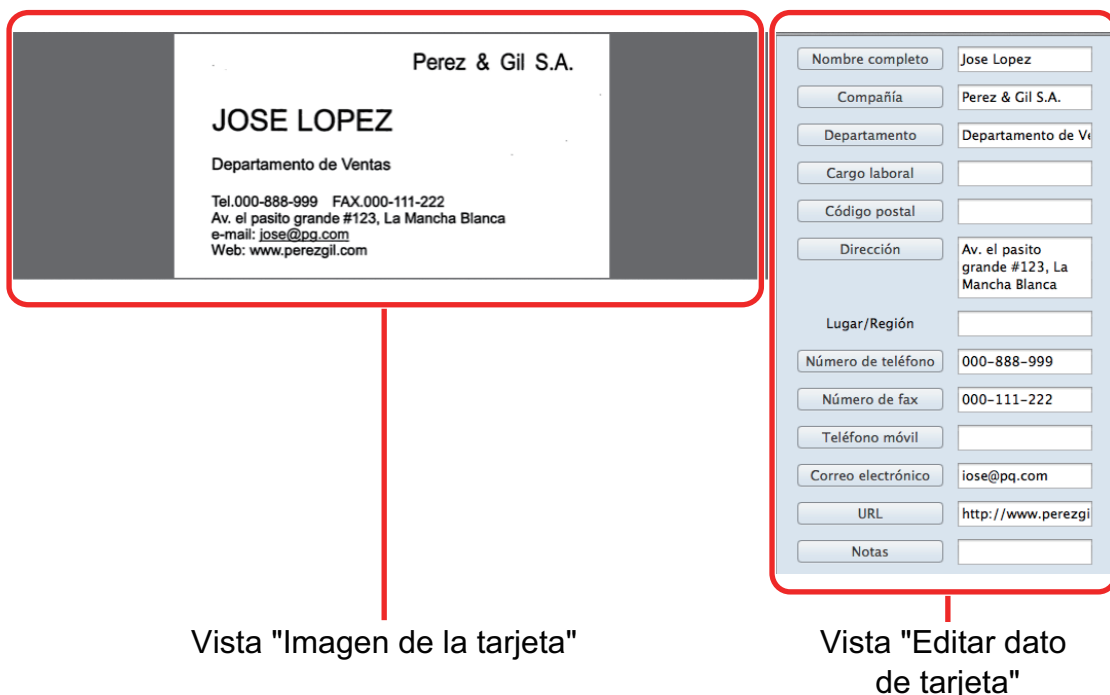 Perez & Gil S.A.
JOSE LOPEZ
Departamento de Ventas
Tel.000-888-999 FAX.000-111-222
Av. el pasito grande #123, La Mancha Blanca
e-mail: jose@pg.com
Web: www.perezgil.com
Nombre completo Jose Lopez
Compañía Perez & Gil S.A.
Departamento Departamento de Ve
Cargo laboral
Código postal
Dirección Av. el pasito
grande #123, La
Mancha Blanca
Lugar/Región
Número de teléfono 000-888-999
Número de fax 000-111-222
Teléfono móvil
Correo electrónico iose@pq.com
URL http://www.perezgi
Notas
Vista "Imagen de la tarjeta"
Vista "Editar dato
de tarjeta"